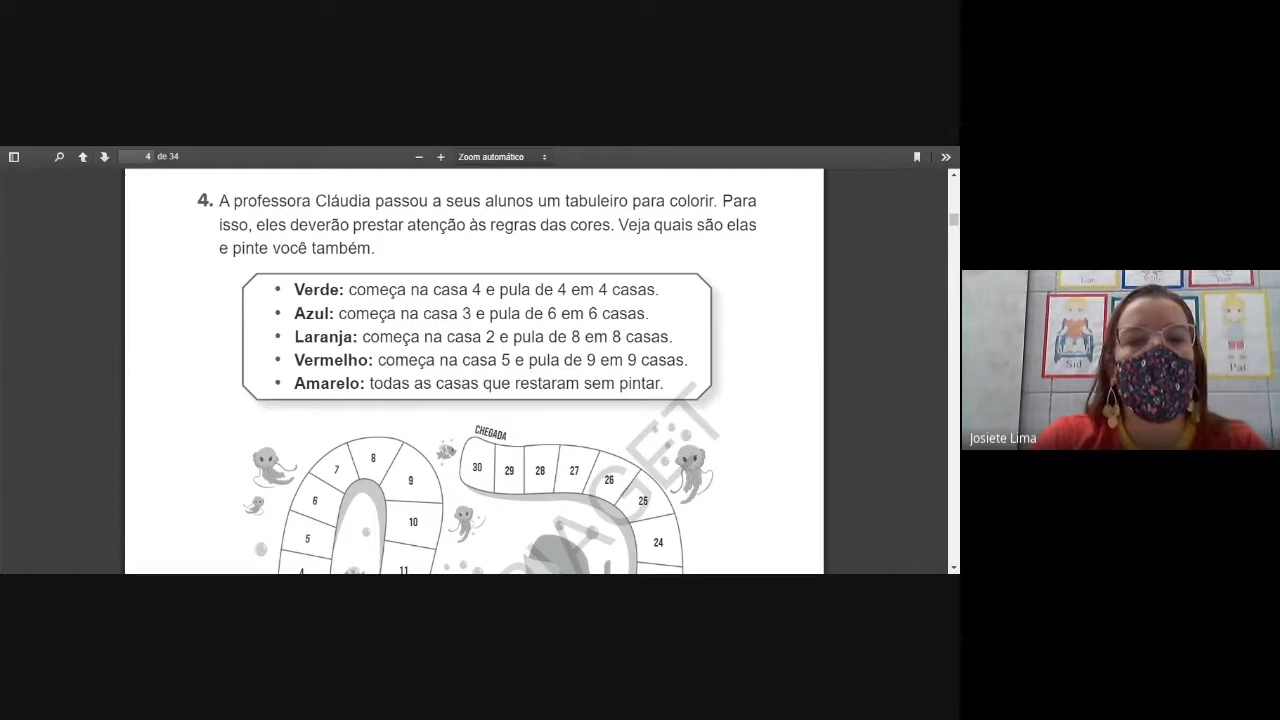 4 de 34
Zoom automático
4. A professora Cláudia passou a seus alunos um tabuleiro para colorir. Para
isso, eles deverão prestar atenção às regras das cores. Veja quais são elas
e pinte você também.
• Verde: começa na casa 4 e pula de 4 em 4 casas.
• Azul: começa na casa 3 e pula de 6 em 6 casas.
• Laranja: começa na casa 2 e pula de 8 em 8 casas.
• Vermelho: começa na casa 5 e pula de 9 em 9 casas.
• Amarelo: todas as casas que restaram sem pintar.
CHEGADA
30 29 28 27 26 25 24
4 5 6 7 8 9 10 11
Sid
Pat
Josiete Lima